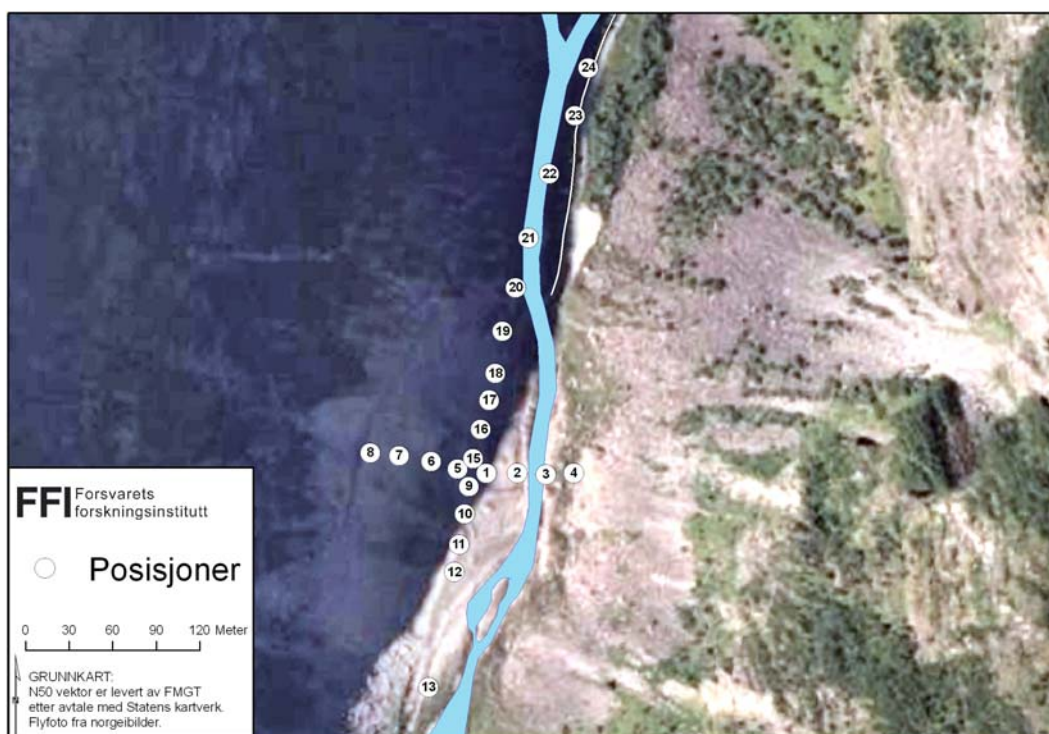 24
23
22
21
20
19
18
17
16
8 7 6 5 15 1 2 3 4
9
10
11
12
13
FFI Forsvarets
forskningsinstitutt
Posisjoner
0 30 60 90 120 Meter
N
GRUNNKART:
N50 vektor er levert av FMGT
etter avtale med Statens kartverk.
Flyfoto fra norgeibilder.